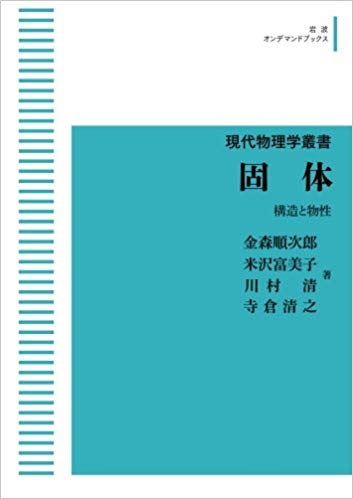 岩波
オンデマンドブックス
現代物理学叢書
固体
構造と物性
金森順次郎
米沢富美子
川村 清
寺倉清之
著